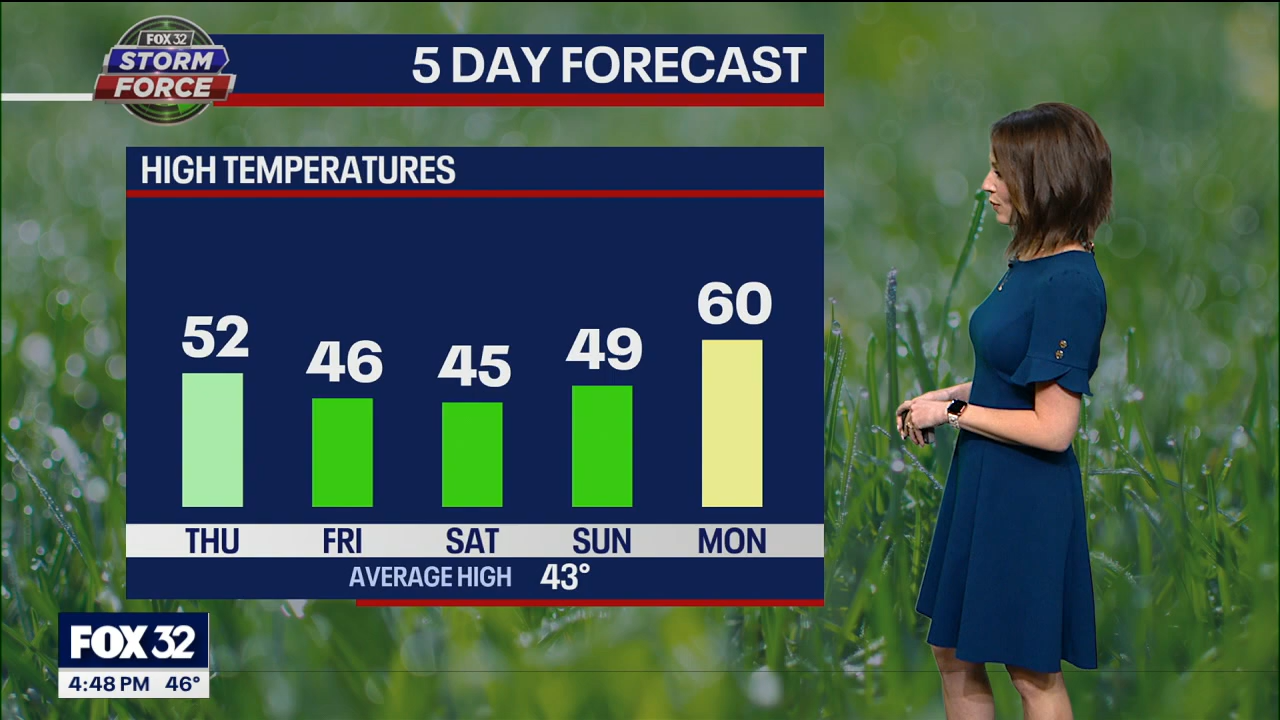 FOX 32
STORM
FORCE
5 DAY FORECAST
HIGH TEMPERATURES
52 46 45 49 60
THU FRI SAT SUN MON
AVERAGE HIGH 43°
FOX 32
4:48 PM 46°